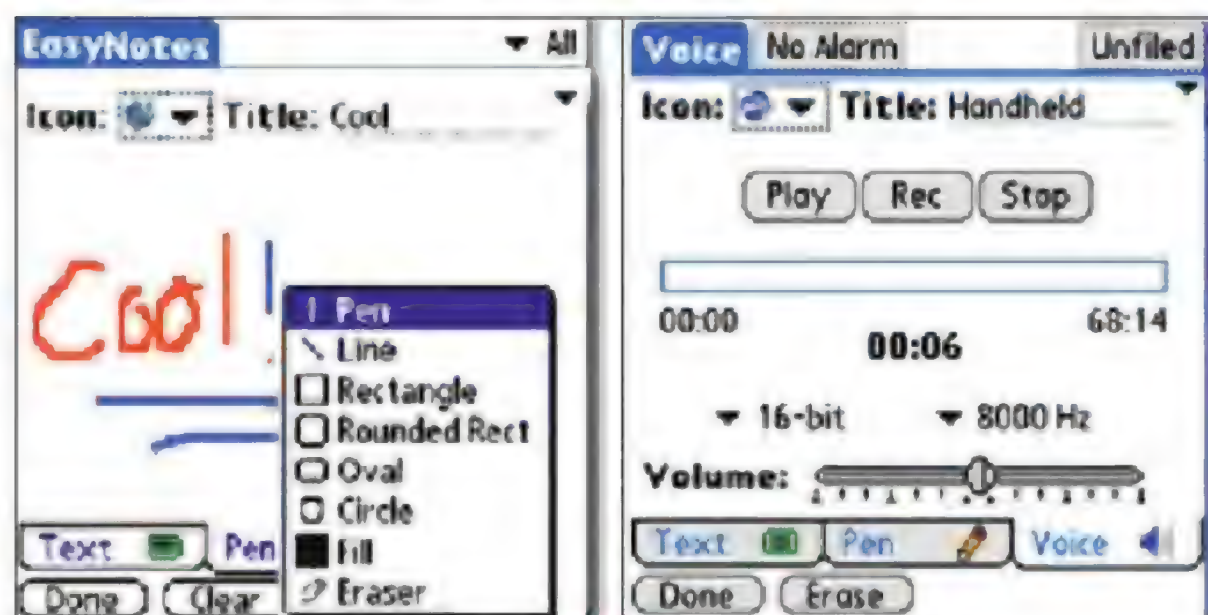 EasyNotes All
Icon: Title: Cool
Cool!
Pen
Line
Rectangle
Rounded Rect
Oval
Circle
Fill
Eraser
Text Pen
Done Clear
Voice No Alarm Unfiled
Icon: Title: Handheld
Play Rec Stop
00:00 68:14
00:06
16-bit 8000 Hz
Volume:
Text Pen Voice
Done Erase